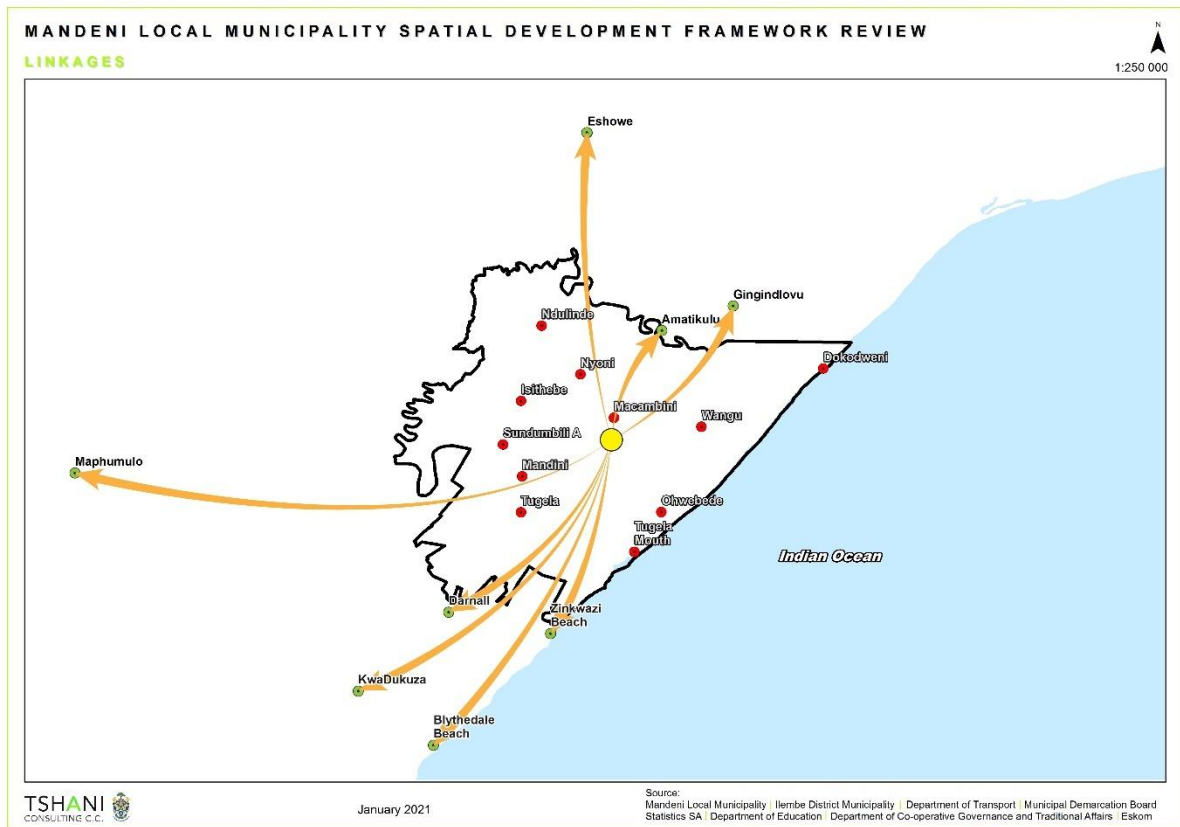 MANDENI LOCAL MUNICIPALITY SPATIAL DEVELOPMENT FRAMEWORK REVIEW
LINKAGES
N
1:250 000
Eshowe
Gingindlovu
Amatikulu
Ndulinde
Dokodweni
Nyoni
Isithebe
Macambini
Wangu
Sundumbili A
Maphumulo
Mandini
Tugela
Ohwebede
Tugela
Mouth
Indian Ocean
Darnall
Zinkwazi
Beach
KwaDukuza
Blythedale
Beach
TSHANI
CONSULTING C.C.
January 2021
Source:
Mandeni Local Municipality | Ilembe District Municipality | Department of Transport | Municipal Demarcation Board
Statistics SA | Department of Education | Department of Co-operative Governance and Traditional Affairs | Eskom